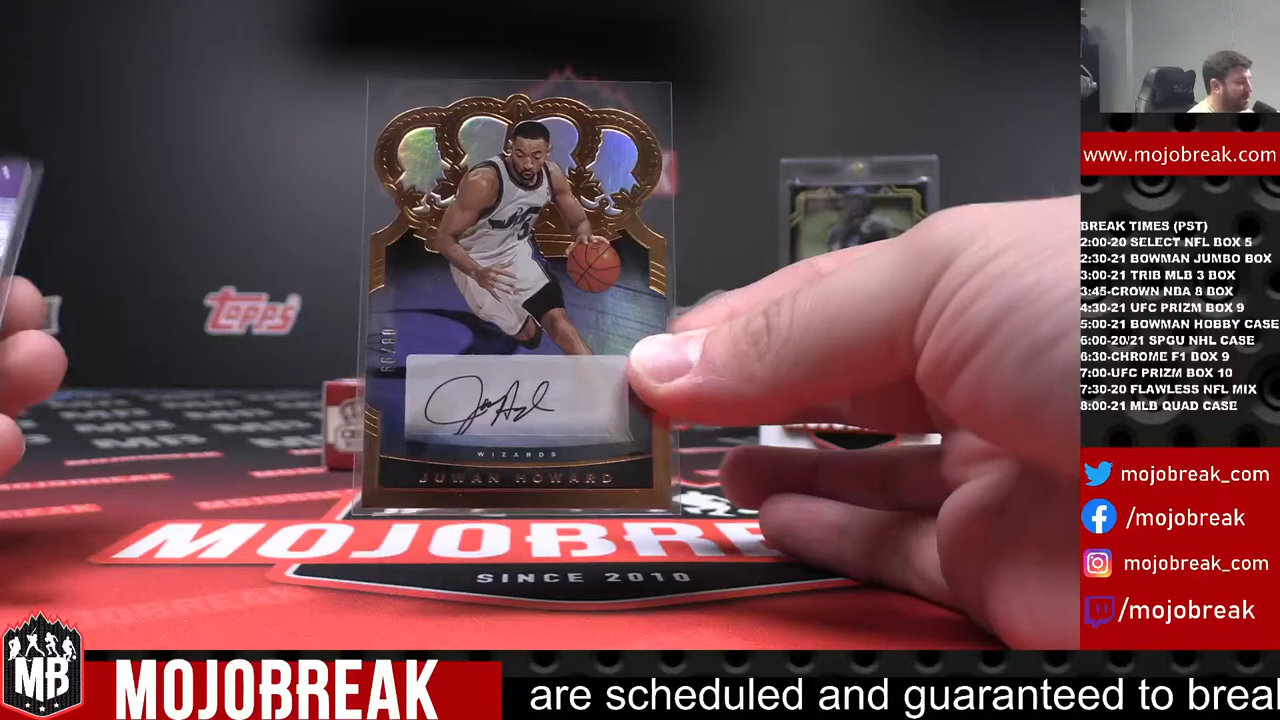 08/99
WIZARDS
JUWAN HOWARD
Topps
MB
MOJOBRE
SINCE 2010
www.mojobreak.com
BREAK TIMES (PST)
2:00-20 SELECT NFL BOX 5
2:30-21 BOWMAN JUMBO BOX
3:00-21 TRIB MLB 3 BOX
3:45-CROWN NBA 8 BOX
4:30-21 UFC PRIZM BOX 9
5:00-21 BOWMAN HOBBY CASE
6:00-20/21 SPGU NHL CASE
6:30-CHROME F1 BOX 9
7:00-UFC PRIZM BOX 10
7:30-20 FLAWLESS NFL MIX
8:00-21 MLB QUAD CASE
mojobreak_com
/mojobreak
mojobreak_com
/mojobreak
MB
MOJOBREAK
are scheduled and guaranteed to break